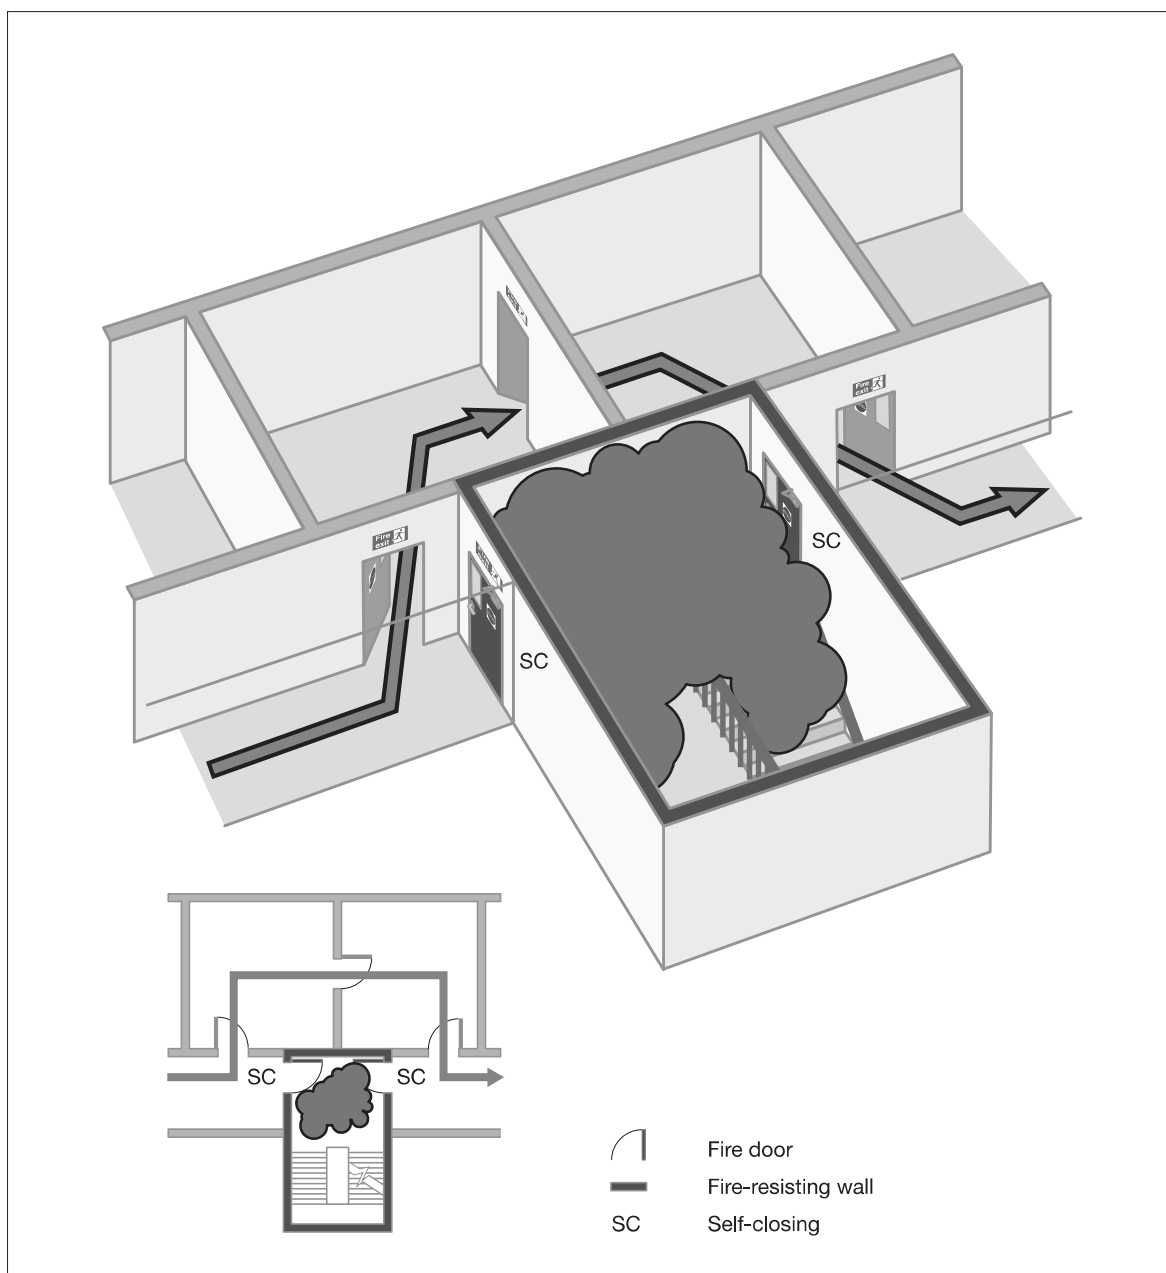 Fire
exit
Fire
exit
SC
SC
SC
SC
Fire door
Fire-resisting wall
SC
Self-closing